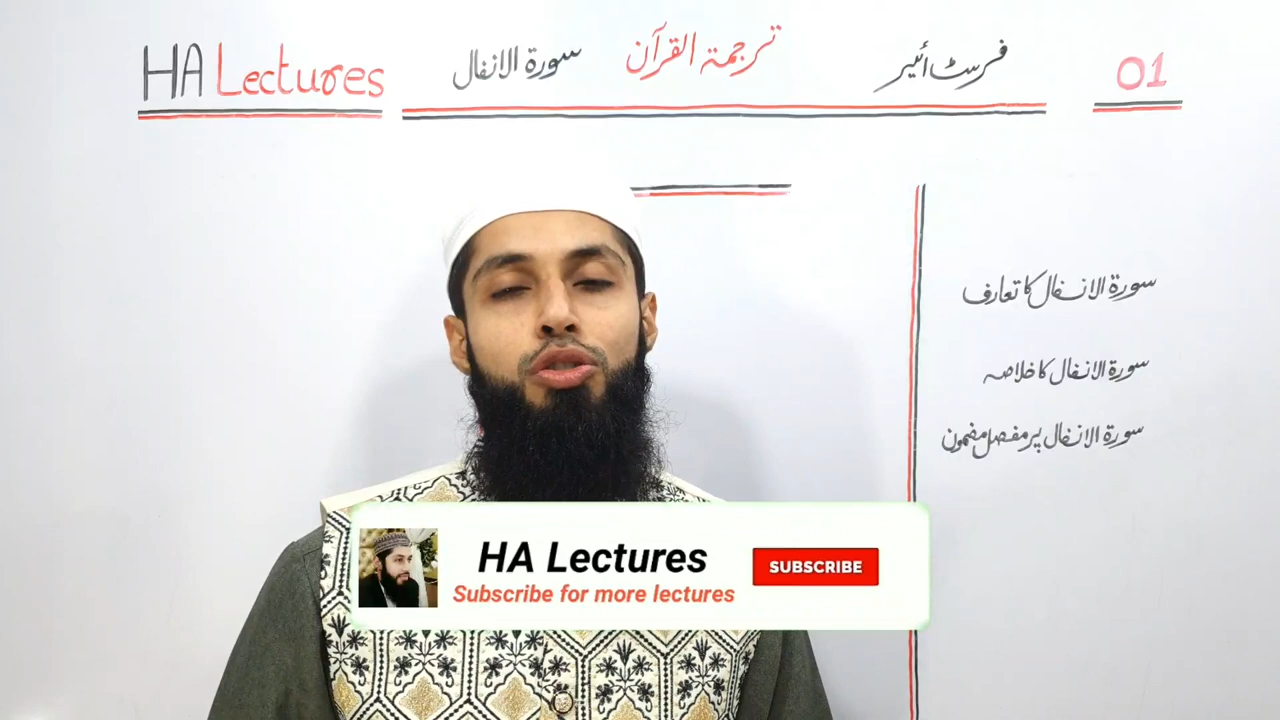 HA Lectures سورۃ الانفال ترجمۃ القرآن فرسٹ أئیر 01
سورۃ الانفال کا تعارف
سورۃ الانفال کا خلاصہ
سورۃ الانفال پر مفصل مضمون
HA Lectures
Subscribe for more lectures
SUBSCRIBE